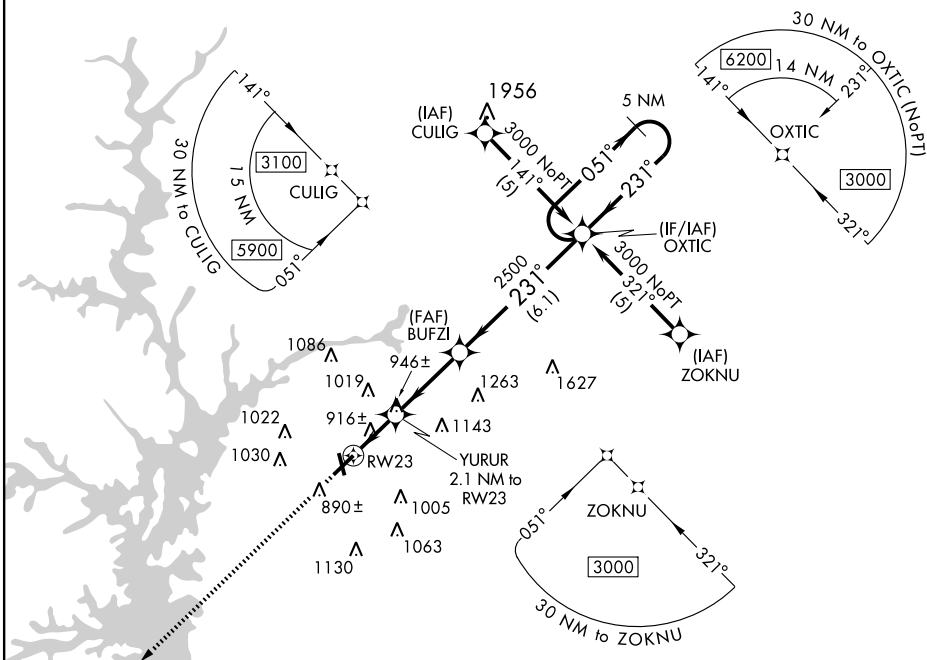 30 NM to OXTIC (NoPT)
6200
14 NM
141°
231°
OXTIC
3000
321°
141°
3100
CULIG
15 NM
5900
30 NM to CULIG
051°
(IAF)
CULIG
1956
3000 NoPT
141°
(5)
5 NM
051°
231°
(IF/IAF)
OXTIC
3000 NoPT
321°
(5)
(IAF)
ZOKNU
2500
231°
(6.1)
(FAF)
BUFZI
1086
946±
1019
1263
1627
1022
916±
1143
1030
RW23
YURUR
2.1 NM to
RW23
890±
1005
1063
1130
ZOKNU
051°
321°
3000
30 NM to ZOKNU